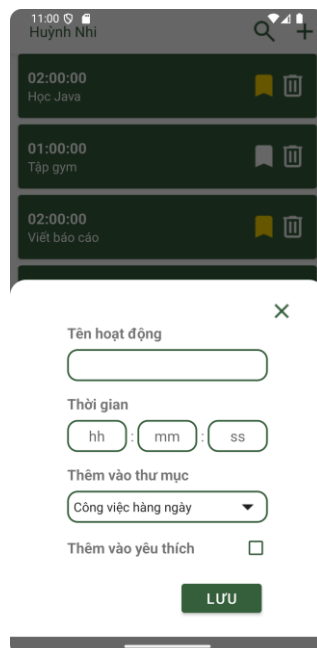 11:00
Huỳnh Nhi
02:00:00
Học Java
01:00:00
Tập gym
02:00:00
Viết báo cáo
Tên hoạt động
Thời gian
hh : mm : ss
Thêm vào thư mục
Công việc hàng ngày
Thêm vào yêu thích
LƯU